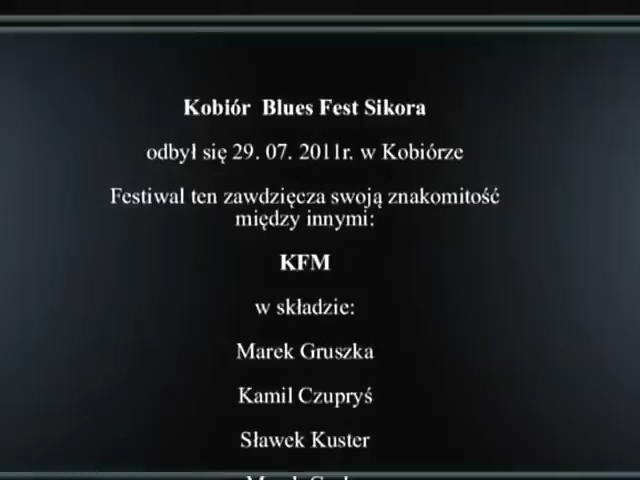 Kobiór Blues Fest Sikora
odbył się 29. 07. 2011r. w Kobiórze
Festiwal ten zawdzięcza swoją znakomitość
między innymi:
KFM
w składzie:
Marek Gruszka
Kamil Czupryś
Sławek Kuster